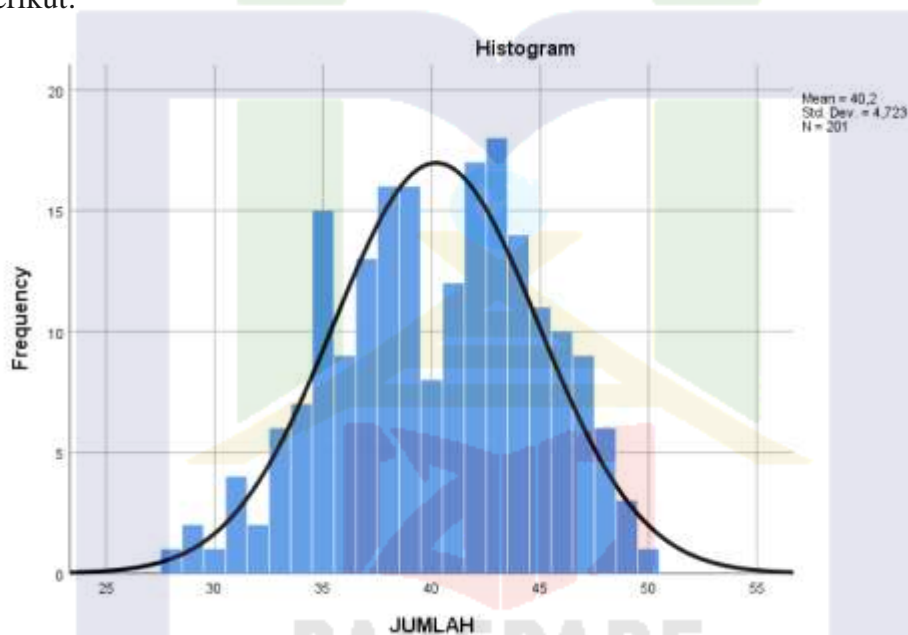 Histogram
Mean = 40,2
Std. Dev. = 4,723
N = 201
Frequency
20
15
10
5
0
25 30 35 40 45 50 55
JUMLAH